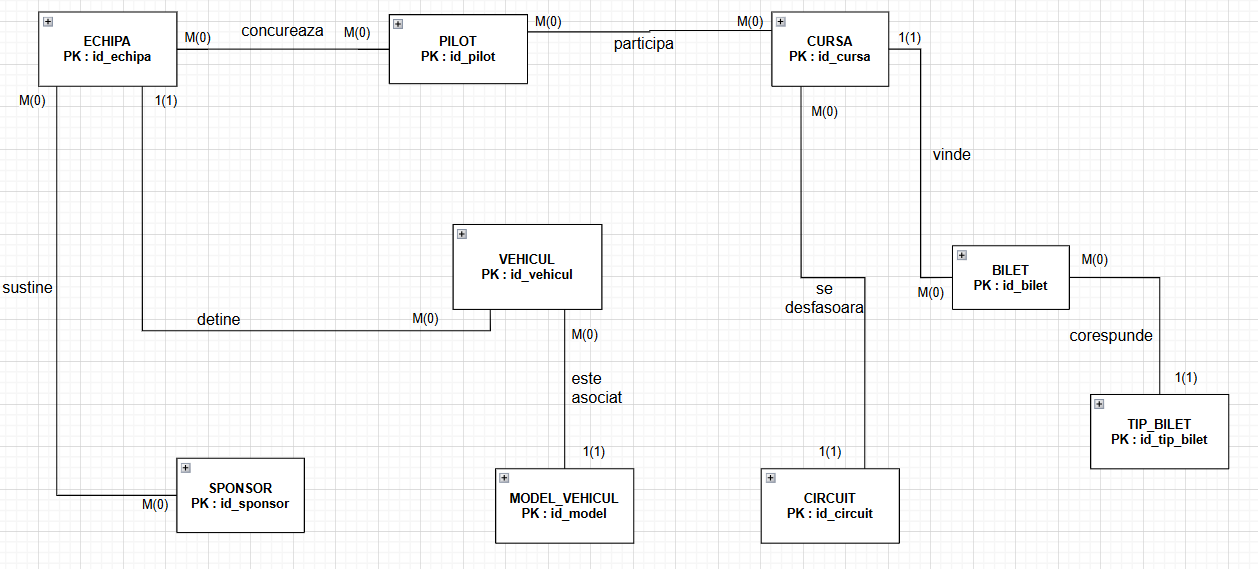 ECHIPA
PK : id_echipa
M(0)
concureaza
M(0)
PILOT
PK : id_pilot
M(0)
participa
M(0)
CURSA
PK : id_cursa
1(1)
M(0)
1(1)
M(0)
vinde
VEHICUL
PK : id_vehicul
BILET
PK : id_bilet
M(0)
M(0)
sustine
se
desfasoara
detine
M(0)
M(0)
corespunde
este
asociat
1(1)
TIP_BILET
PK : id_tip_bilet
1(1)
1(1)
SPONSOR
PK : id_sponsor
M(0)
MODEL_VEHICUL
PK : id_model
CIRCUIT
PK : id_circuit